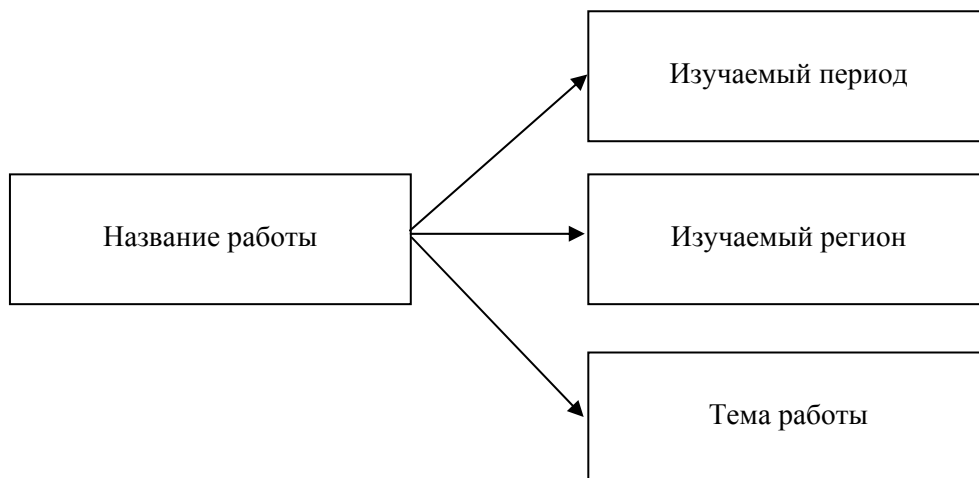 Изучаемый период
Название работы
Изучаемый регион
Тема работы